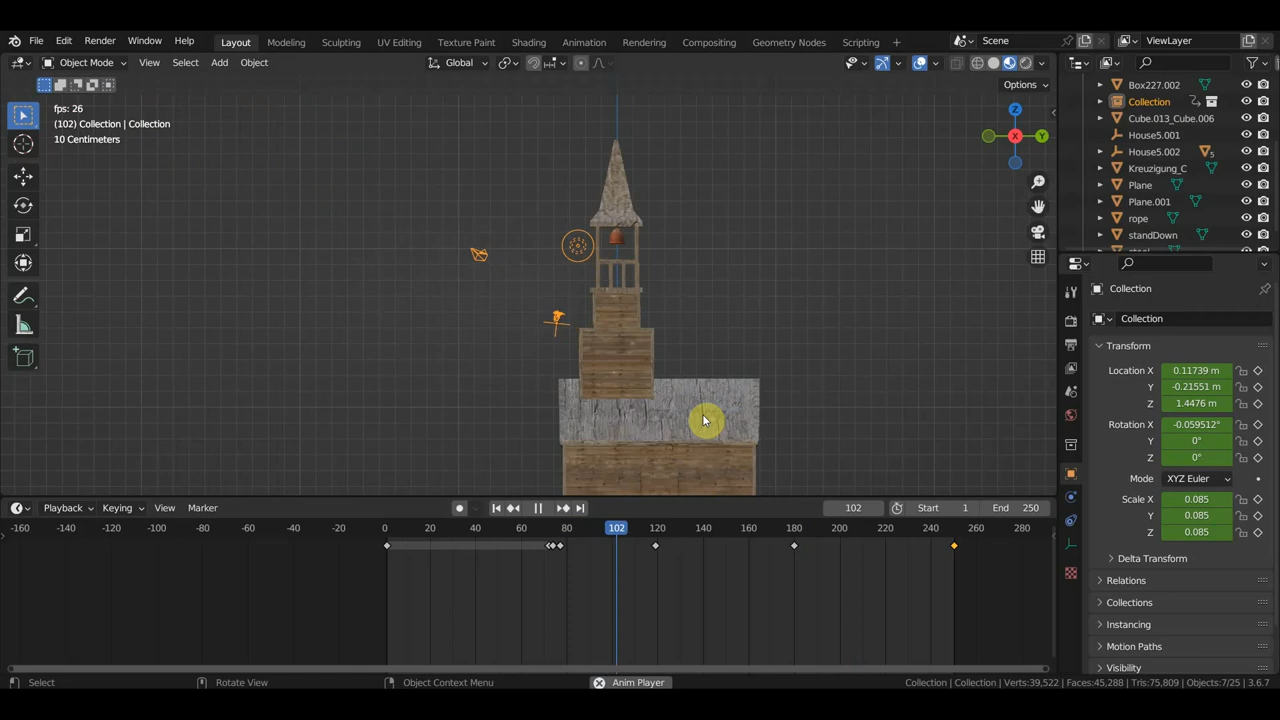 File Edit Render Window Help Layout Modeling Sculpting UV Editing Texture Paint Shading Animation Rendering Compositing Geometry Nodes Scripting + Scene ViewLayer
Object Mode View Select Add Object Global
Options
fps: 26
(102) Collection | Collection
10 Centimeters
Z
Y
X
Box227.002
Collection
Cube.013_Cube.006
House5.001
House5.002 5
Kreuzigung_C
Plane
Plane.001
rope
standDown
Collection
Collection
Transform
Location X 0.11739 m
Y -0.21551 m
Z 1.4476 m
Rotation X -0.059512°
Y 0°
Z 0°
Mode XYZ Euler
Scale X 0.085
Y 0.085
Z 0.085
Delta Transform
Relations
Collections
Instancing
Motion Paths
Visibility
Playback Keying View Marker 102 Start 1 End 250
-160 -140 -120 -100 -80 -60 -40 -20 0 20 40 60 80 102 120 140 160 180 200 220 240 260 280
Select Rotate View Object Context Menu Anim Player Collection | Collection | Verts:39,522 | Faces:45,288 | Tris:75,809 | Objects:7/25 | 3.6.7